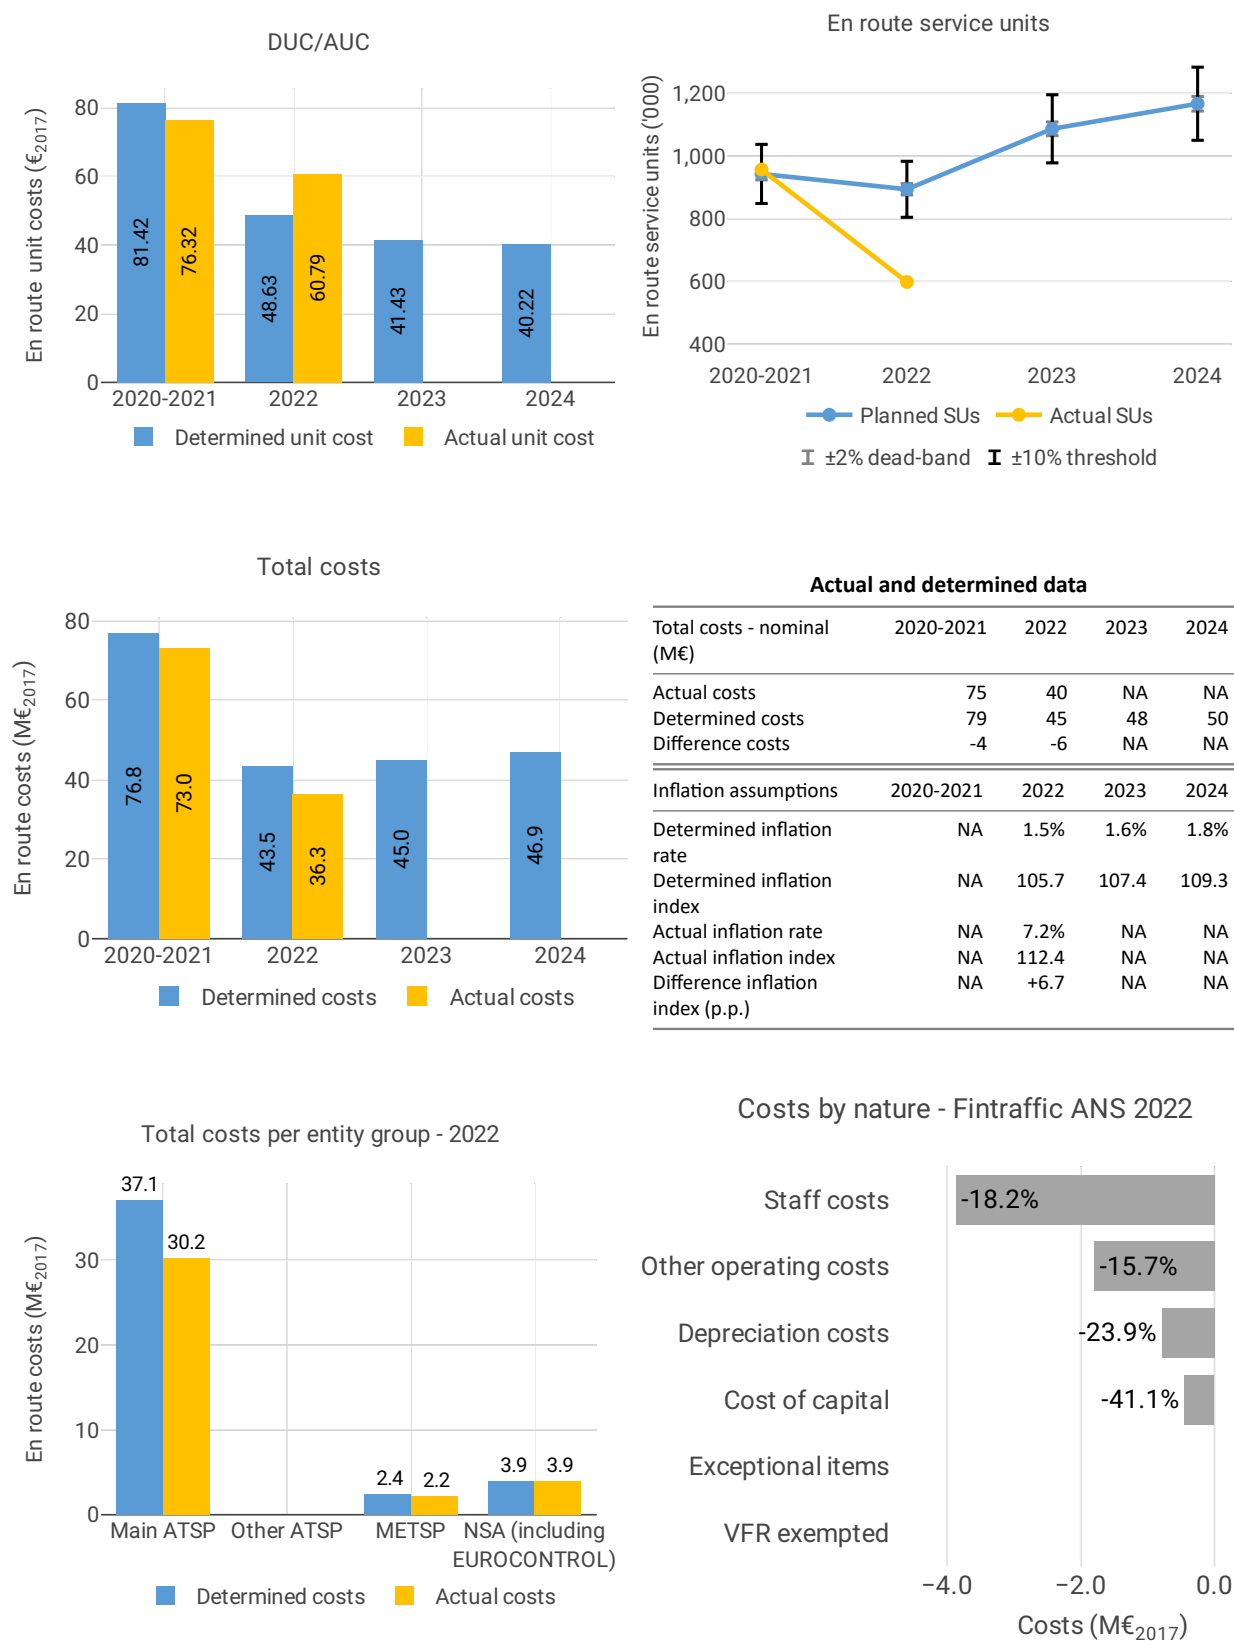 DUC/AUC
En route unit costs (€2017)
80
60
40
20
0
81.42
76.32
48.63
60.79
41.43
40.22
2020-2021
2022
2023
2024
Determined unit cost
Actual unit cost
En route service units
En route service units ('000)
1,200
1,000
800
600
400
2020-2021
2022
2023
2024
Planned SUs
Actual SUs
±2% dead-band
±10% threshold
Total costs
En route costs (M€2017)
80
60
40
20
0
76.8
73.0
43.5
36.3
45.0
46.9
2020-2021
2022
2023
2024
Determined costs
Actual costs
Actual and determined data
Total costs - nominal 2020-2021 2022 2023 2024
(M€)
Actual costs 75 40 NA NA
Determined costs 79 45 48 50
Difference costs -4 -6 NA NA
Inflation assumptions 2020-2021 2022 2023 2024
Determined inflation NA 1.5% 1.6% 1.8%
rate
Determined inflation NA 105.7 107.4 109.3
index
Actual inflation rate NA 7.2% NA NA
Actual inflation index NA 112.4 NA NA
Difference inflation NA +6.7 NA NA
index (p.p.)
Total costs per entity group - 2022
En route costs (M€2017)
30
20
10
0
37.1
30.2
2.4
2.2
3.9
3.9
Main ATSP
Other ATSP
METSP
NSA (including
EUROCONTROL)
Determined costs
Actual costs
Costs by nature - Fintraffic ANS 2022
Staff costs
-18.2%
Other operating costs
-15.7%
Depreciation costs
-23.9%
Cost of capital
-41.1%
Exceptional items
VFR exempted
−4.0
−2.0
0.0
Costs (M€2017)